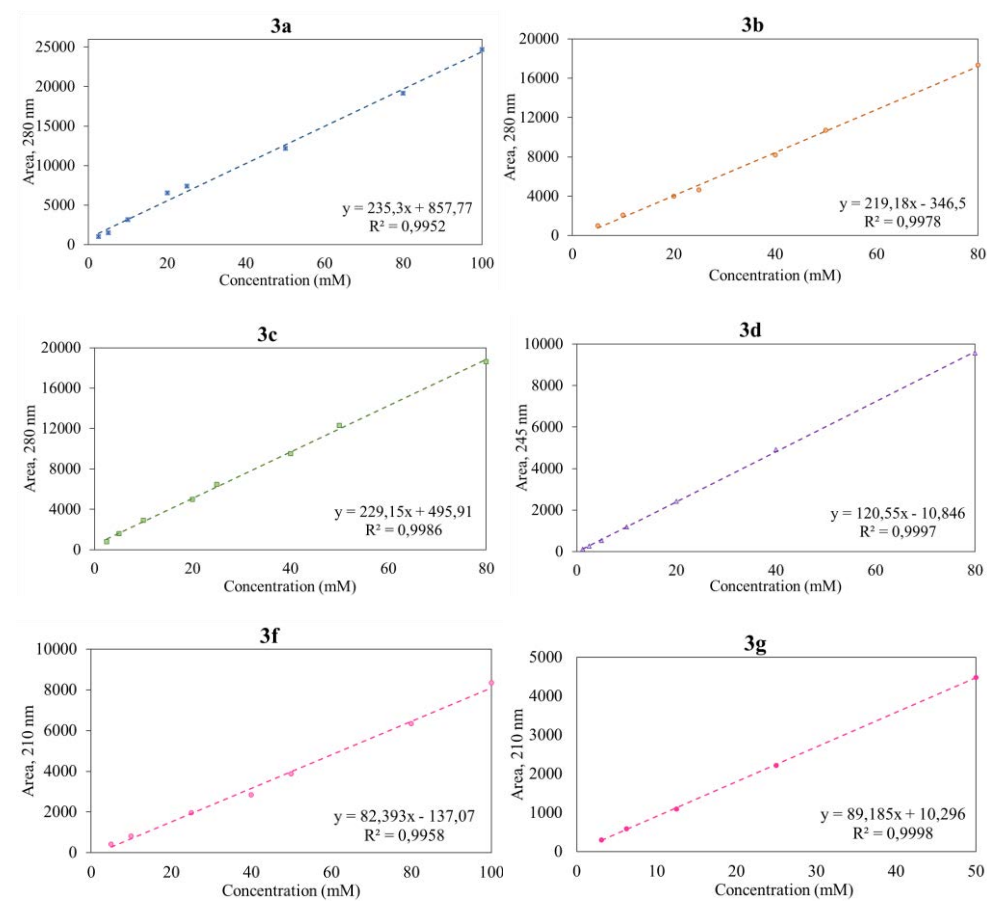 3a
Area, 280 nm
25000
20000
15000
10000
5000
0
y = 235,3x + 857,77
R² = 0,9952
0 20 40 60 80 100
Concentration (mM)
3b
Area, 280 nm
20000
16000
12000
8000
4000
0
y = 219,18x - 346,5
R² = 0,9978
0 20 40 60 80
Concentration (mM)
3c
Area, 280 nm
20000
16000
12000
8000
4000
0
y = 229,15x + 495,91
R² = 0,9986
0 20 40 60 80
Concentration (mM)
3d
Area, 245 nm
10000
8000
6000
4000
2000
0
y = 120,55x - 10,846
R² = 0,9997
0 20 40 60 80
Concentration (mM)
3f
Area, 210 nm
10000
8000
6000
4000
2000
0
y = 82,393x - 137,07
R² = 0,9958
0 20 40 60 80 100
Concentration (mM)
3g
Area, 210 nm
5000
4000
3000
2000
1000
0
y = 89,185x + 10,296
R² = 0,9998
0 10 20 30 40 50
Concentration (mM)